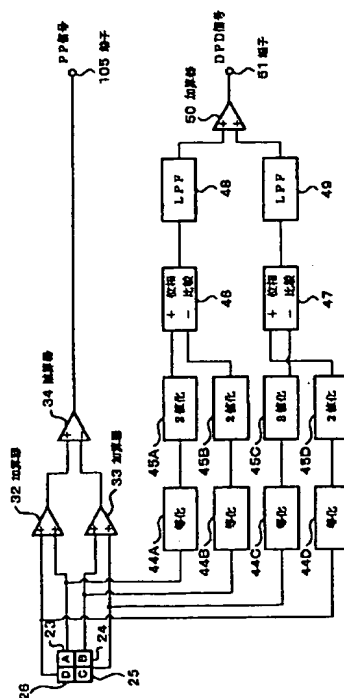 PP信号
105 端子
34 減算器
32 加算器
33 加算器
23
24
25
26
A
B
C
D
DPD信号
51 端子
50 加算器
LPF
48
LPF
49
位相比較
46
位相比較
47
2値化
45A
2値化
45B
2値化
45C
2値化
45D
等化
44A
等化
44B
等化
44C
等化
44D